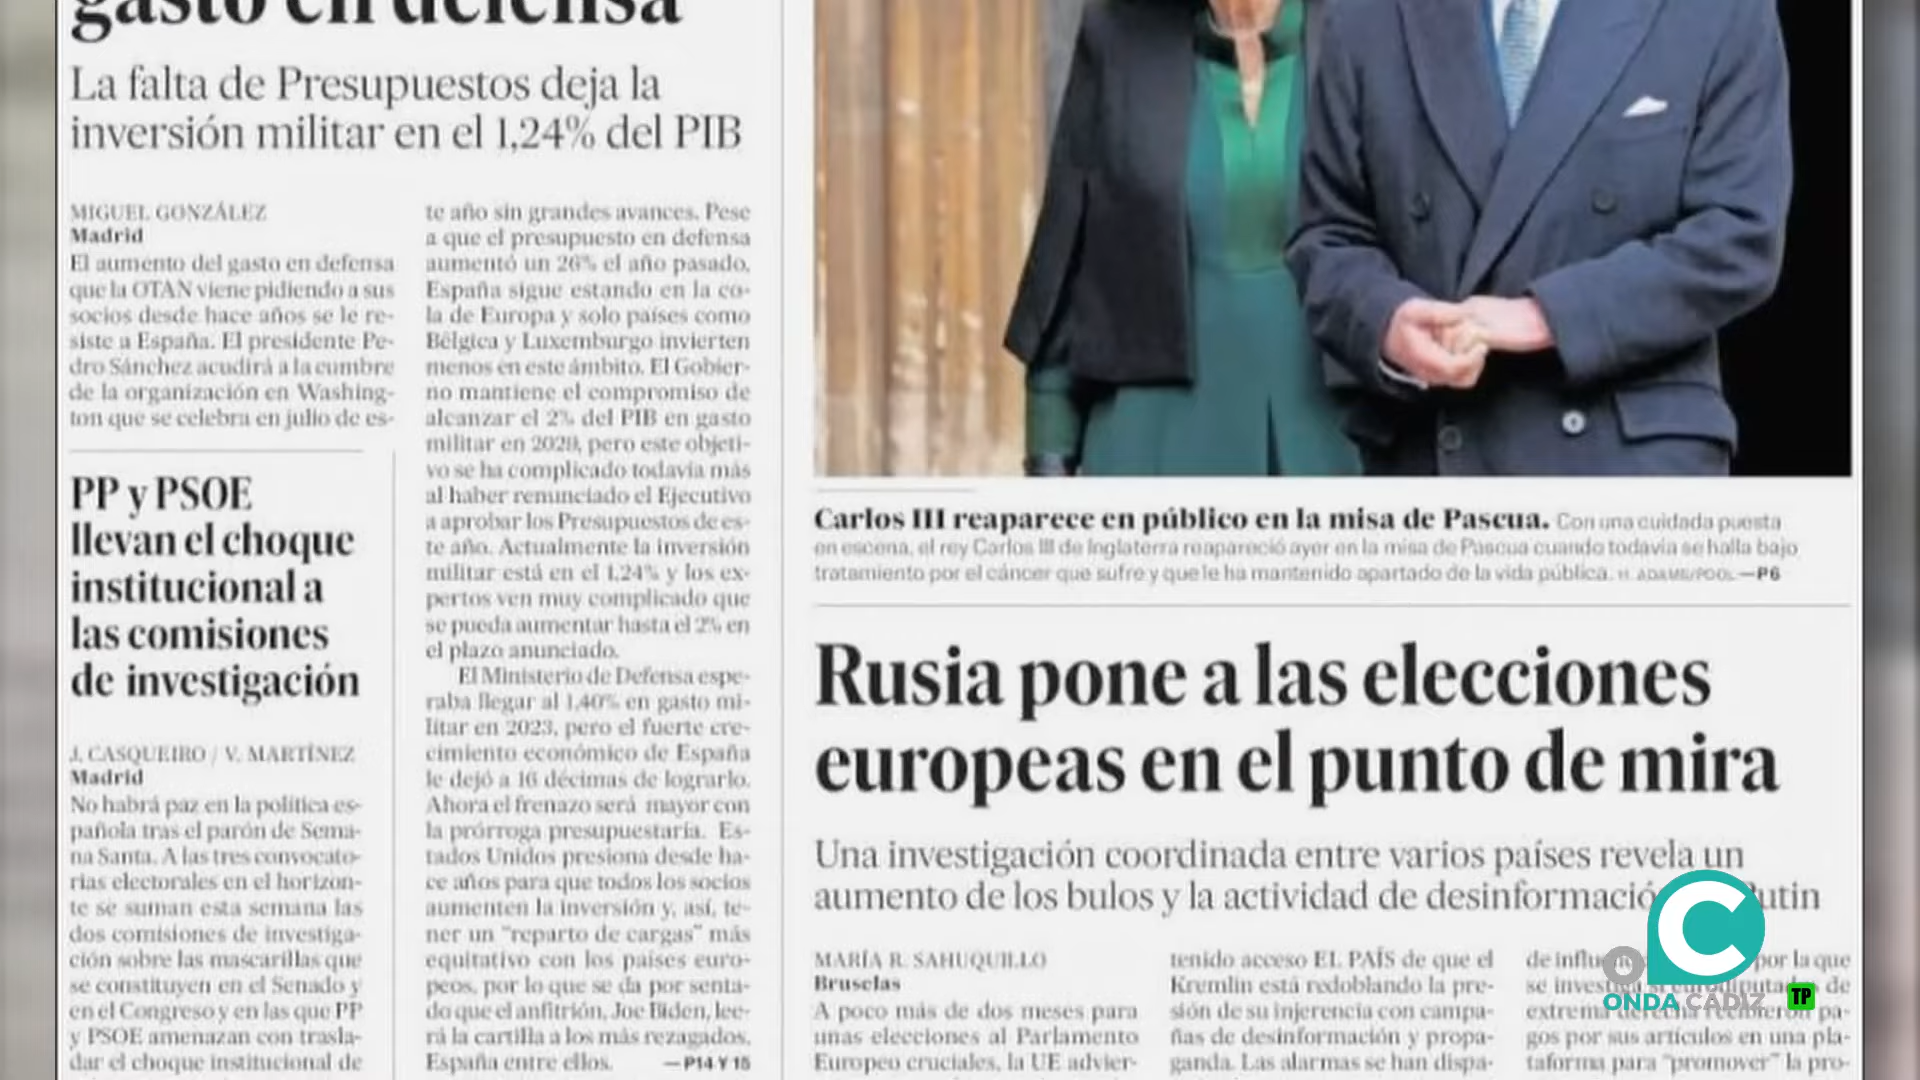 gasto en defensa
La falta de Presupuestos deja la
inversión militar en el 1,24% del PIB
MIGUEL GONZÁLEZ
Madrid
El aumento del gasto en defensa
que la OTAN viene pidiendo a sus
socios desde hace años se le re-
siste a España. El presidente Pe-
dro Sánchez acudirá a la cumbre
de la organización en Washing-
ton que se celebra en julio de es-
te año sin grandes avances. Pese
a que el presupuesto en defensa
aumentó un 26% el año pasado,
España sigue estando en la co-
la de Europa y solo países como
Bélgica y Luxemburgo invierten
menos en este ámbito. El Gobier-
no mantiene el compromiso de
alcanzar el 2% del PIB en gasto
militar en 2029, pero este objeti-
vo se ha complicado todavía más
al haber renunciado el Ejecutivo
a aprobar los Presupuestos de es-
te año. Actualmente la inversión
militar está en el 1,24% y los ex-
pertos ven muy complicado que
se pueda aumentar hasta el 2% en
el plazo anunciado.
El Ministerio de Defensa espe-
raba llegar al 1,40% en gasto mi-
litar en 2023, pero el fuerte cre-
cimiento económico de España
le dejó a 16 décimas de lograrlo.
Ahora el frenazo será mayor con
la prórroga presupuestaria. Es-
tados Unidos presiona desde ha-
ce años para que todos los socios
aumenten la inversión y, así, te-
ner un "reparto de cargas" más
equitativo con los países euro-
peos, por lo que se da por senta-
do que el anfitrión, Joe Biden, lee-
rá la cartilla a los más rezagados,
España entre ellos. —P14 Y 15
PP y PSOE
llevan el choque
institucional a
las comisiones
de investigación
J. CASQUEIRO / V. MARTÍNEZ
Madrid
No habrá paz en la política es-
pañola tras el parón de Sema-
na Santa. A las tres convocato-
rias electorales en el horizon-
te se suman esta semana las
dos comisiones de investiga-
ción sobre las mascarillas que
se constituyen en el Senado y
en el Congreso y en las que PP
y PSOE amenazan con trasla-
dar el choque institucional de
Carlos III reaparece en público en la misa de Pascua. Con una cuidada puesta
en escena, el rey Carlos III de Inglaterra reapareció ayer en la misa de Pascua cuando todavía se halla bajo
tratamiento por el cáncer que sufre y que le ha mantenido apartado de la vida pública. H. ADAMS/POOL —P6
Rusia pone a las elecciones
europeas en el punto de mira
Una investigación coordinada entre varios países revela un
aumento de los bulos y la actividad de desinformació utin
MARÍA R. SAHUQUILLO
Bruselas
A poco más de dos meses para
unas elecciones al Parlamento
Europeo cruciales, la UE advier-
tenido acceso EL PAÍS de que el
Kremlin está redoblando la pre-
sión de su injerencia con campa-
ñas de desinformación y propa-
ganda. Las alarmas se han dispa-
de influ por la que
se investiga si eurodiputados de
extrema derecha recibieron pa-
gos por sus artículos en una pla-
taforma para "promover" la pro-
O C
ONDA CÁDIZ TP